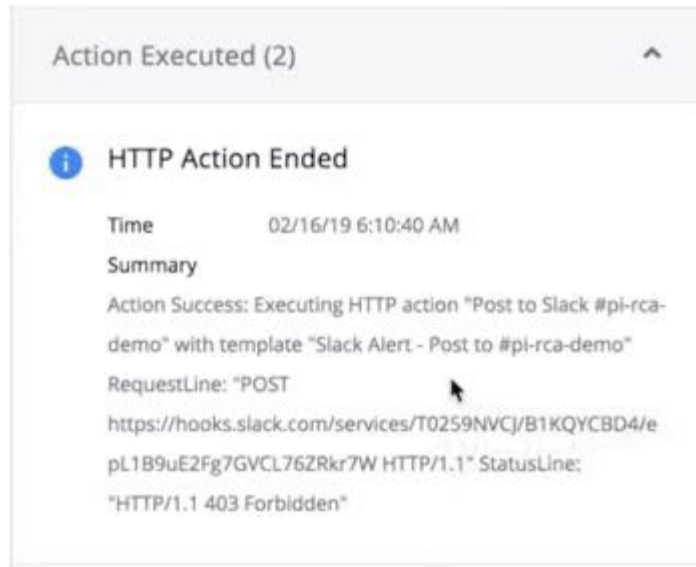 Action Executed (2)
HTTP Action Ended
Time 02/16/19 6:10:40 AM
Summary
Action Success: Executing HTTP action "Post to Slack #pi-rca-
demo" with template "Slack Alert - Post to #pi-rca-demo"
RequestLine: "POST
https://hooks.slack.com/services/T0259NVCJ/B1KQYCBD4/e
pL1B9uE2Fg7GVCL76ZRkr7W HTTP/1.1" StatusLine:
"HTTP/1.1 403 Forbidden"